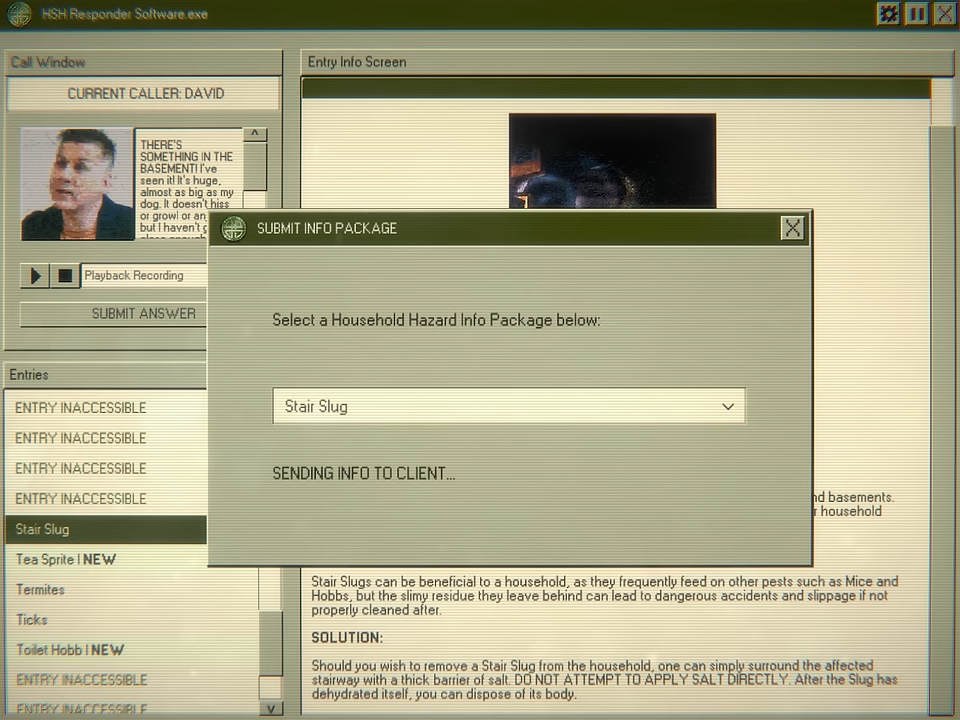 HSH Responder Software.exe
Call Window
CURRENT CALLER: DAVID
THERE'S
SOMETHING IN THE
BASEMENT! I've
seen it! It's huge,
almost as big as my
dog. It doesn't hiss
or growl or an
but I haven't g
Playback Recording
SUBMIT ANSWER
Entries
ENTRY INACCESSIBLE
ENTRY INACCESSIBLE
ENTRY INACCESSIBLE
ENTRY INACCESSIBLE
Stair Slug
Tea Sprite | NEW
Termites
Ticks
Toilet Hobb | NEW
ENTRY INACCESSIBLE
ENTRY INACCESSIBLE
Entry Info Screen
SUBMIT INFO PACKAGE
Select a Household Hazard Info Package below:
Stair Slug
SENDING INFO TO CLIENT...
nd basements.
r household
Stair Slugs can be beneficial to a household, as they frequently feed on other pests such as Mice and
Hobbs, but the slimy residue they leave behind can lead to dangerous accidents and slippage if not
properly cleaned after.
SOLUTION:
Should you wish to remove a Stair Slug from the household, one can simply surround the affected
stairway with a thick barrier of salt. DO NOT ATTEMPT TO APPLY SALT DIRECTLY. After the Slug has
dehydrated itself, you can dispose of its body.